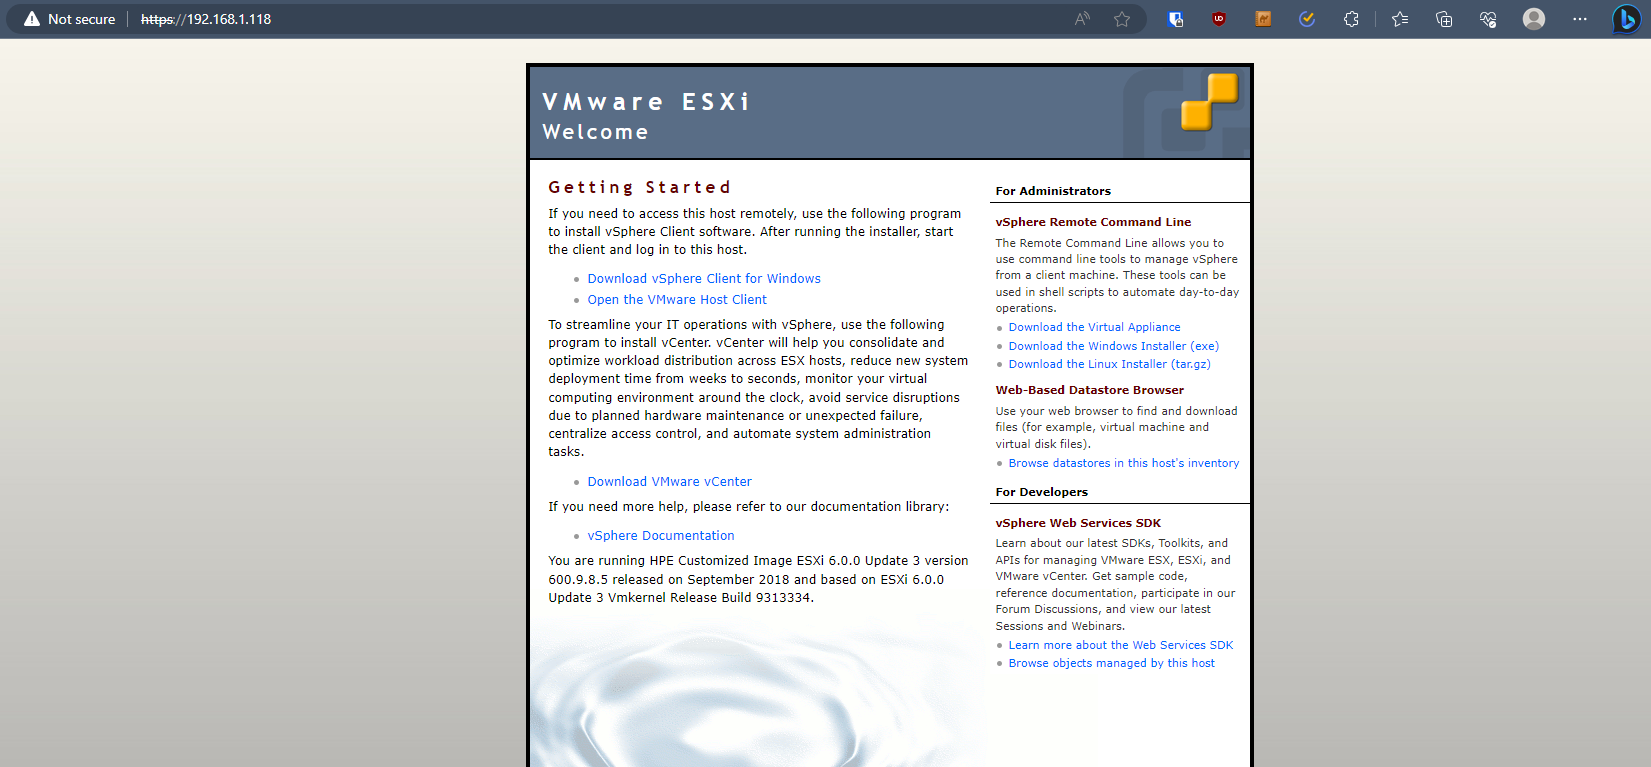 Not secure
https://192.168.1.118
VMware ESXi
Welcome
Getting Started
If you need to access this host remotely, use the following program
to install vSphere Client software. After running the installer, start
the client and log in to this host.
Download vSphere Client for Windows
Open the VMware Host Client
To streamline your IT operations with vSphere, use the following
program to install vCenter. vCenter will help you consolidate and
optimize workload distribution across ESX hosts, reduce new system
deployment time from weeks to seconds, monitor your virtual
computing environment around the clock, avoid service disruptions
due to planned hardware maintenance or unexpected failure,
centralize access control, and automate system administration
tasks.
Download VMware vCenter
If you need more help, please refer to our documentation library:
vSphere Documentation
You are running HPE Customized Image ESXi 6.0.0 Update 3 version
600.9.8.5 released on September 2018 and based on ESXi 6.0.0
Update 3 Vmkernel Release Build 9313334.
For Administrators
vSphere Remote Command Line
The Remote Command Line allows you to
use command line tools to manage vSphere
from a client machine. These tools can be
used in shell scripts to automate day-to-day
operations.
Download the Virtual Appliance
Download the Windows Installer (exe)
Download the Linux Installer (tar.gz)
Web-Based Datastore Browser
Use your web browser to find and download
files (for example, virtual machine and
virtual disk files).
Browse datastores in this host's inventory
For Developers
vSphere Web Services SDK
Learn about our latest SDKs, Toolkits, and
APIs for managing VMware ESX, ESXi, and
VMware vCenter. Get sample code,
reference documentation, participate in our
Forum Discussions, and view our latest
Sessions and Webinars.
Learn more about the Web Services SDK
Browse objects managed by this host